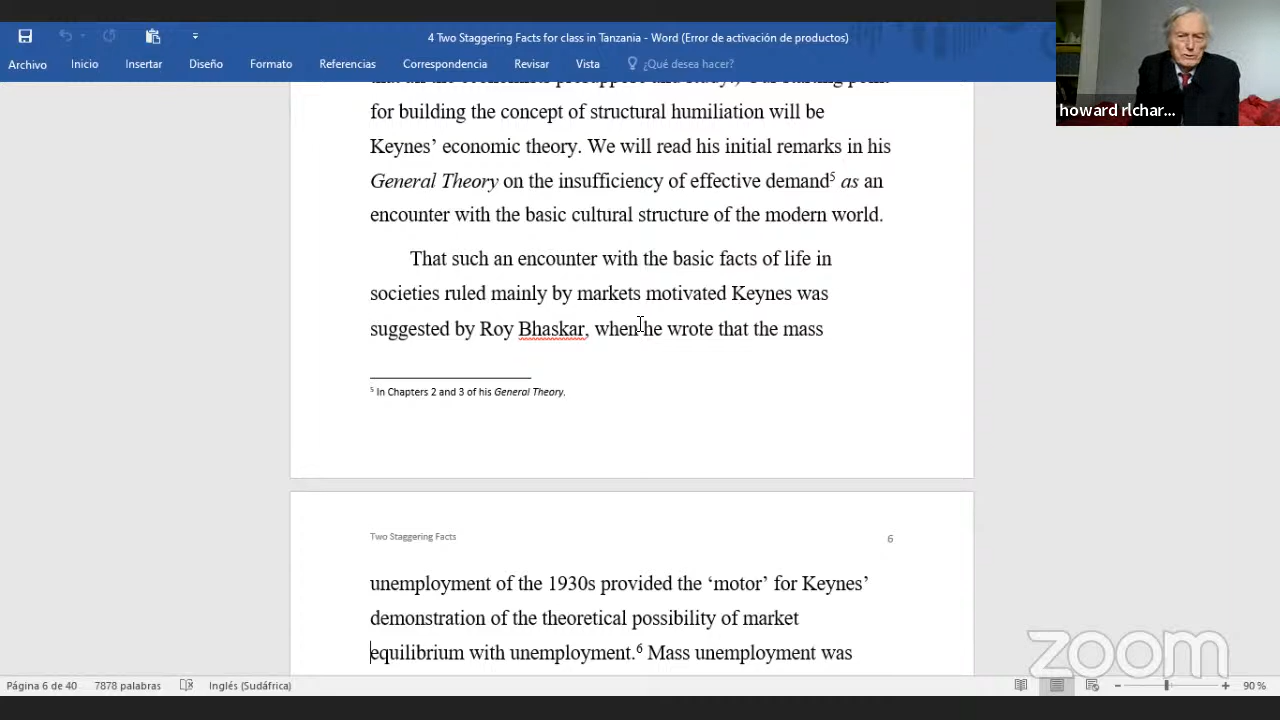 4 Two Staggering Facts for class in Tanzania - Word (Error de activación de productos)
Archivo Inicio Insertar Diseño Formato Referencias Correspondencia Revisar Vista ¿Qué desea hacer?
howard rlchar...
for building the concept of structural humiliation will be
Keynes’ economic theory. We will read his initial remarks in his
General Theory on the insufficiency of effective demand⁵ as an
encounter with the basic cultural structure of the modern world.
That such an encounter with the basic facts of life in
societies ruled mainly by markets motivated Keynes was
suggested by Roy Bhaskar, when he wrote that the mass
⁵ In Chapters 2 and 3 of his General Theory.
Two Staggering Facts 6
unemployment of the 1930s provided the ‘motor’ for Keynes’
demonstration of the theoretical possibility of market
equilibrium with unemployment.⁶ Mass unemployment was
zoom
Página 6 de 40 7878 palabras Inglés (Sudáfrica) 90 %